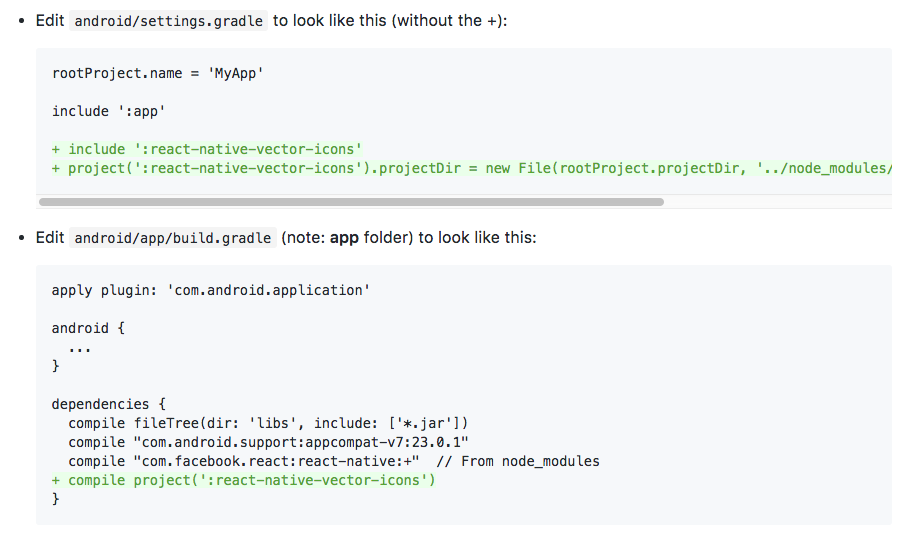 • Edit android/settings.gradle to look like this (without the +):
rootProject.name = 'MyApp'
include ':app'
+ include ':react-native-vector-icons'
+ project(':react-native-vector-icons').projectDir = new File(rootProject.projectDir, '../node_modules/
• Edit android/app/build.gradle (note: app folder) to look like this:
apply plugin: 'com.android.application'
android {
  ...
}
dependencies {
  compile fileTree(dir: 'libs', include: ['*.jar'])
  compile "com.android.support:appcompat-v7:23.0.1"
  compile "com.facebook.react:react-native:+"  // From node_modules
+ compile project(':react-native-vector-icons')
}